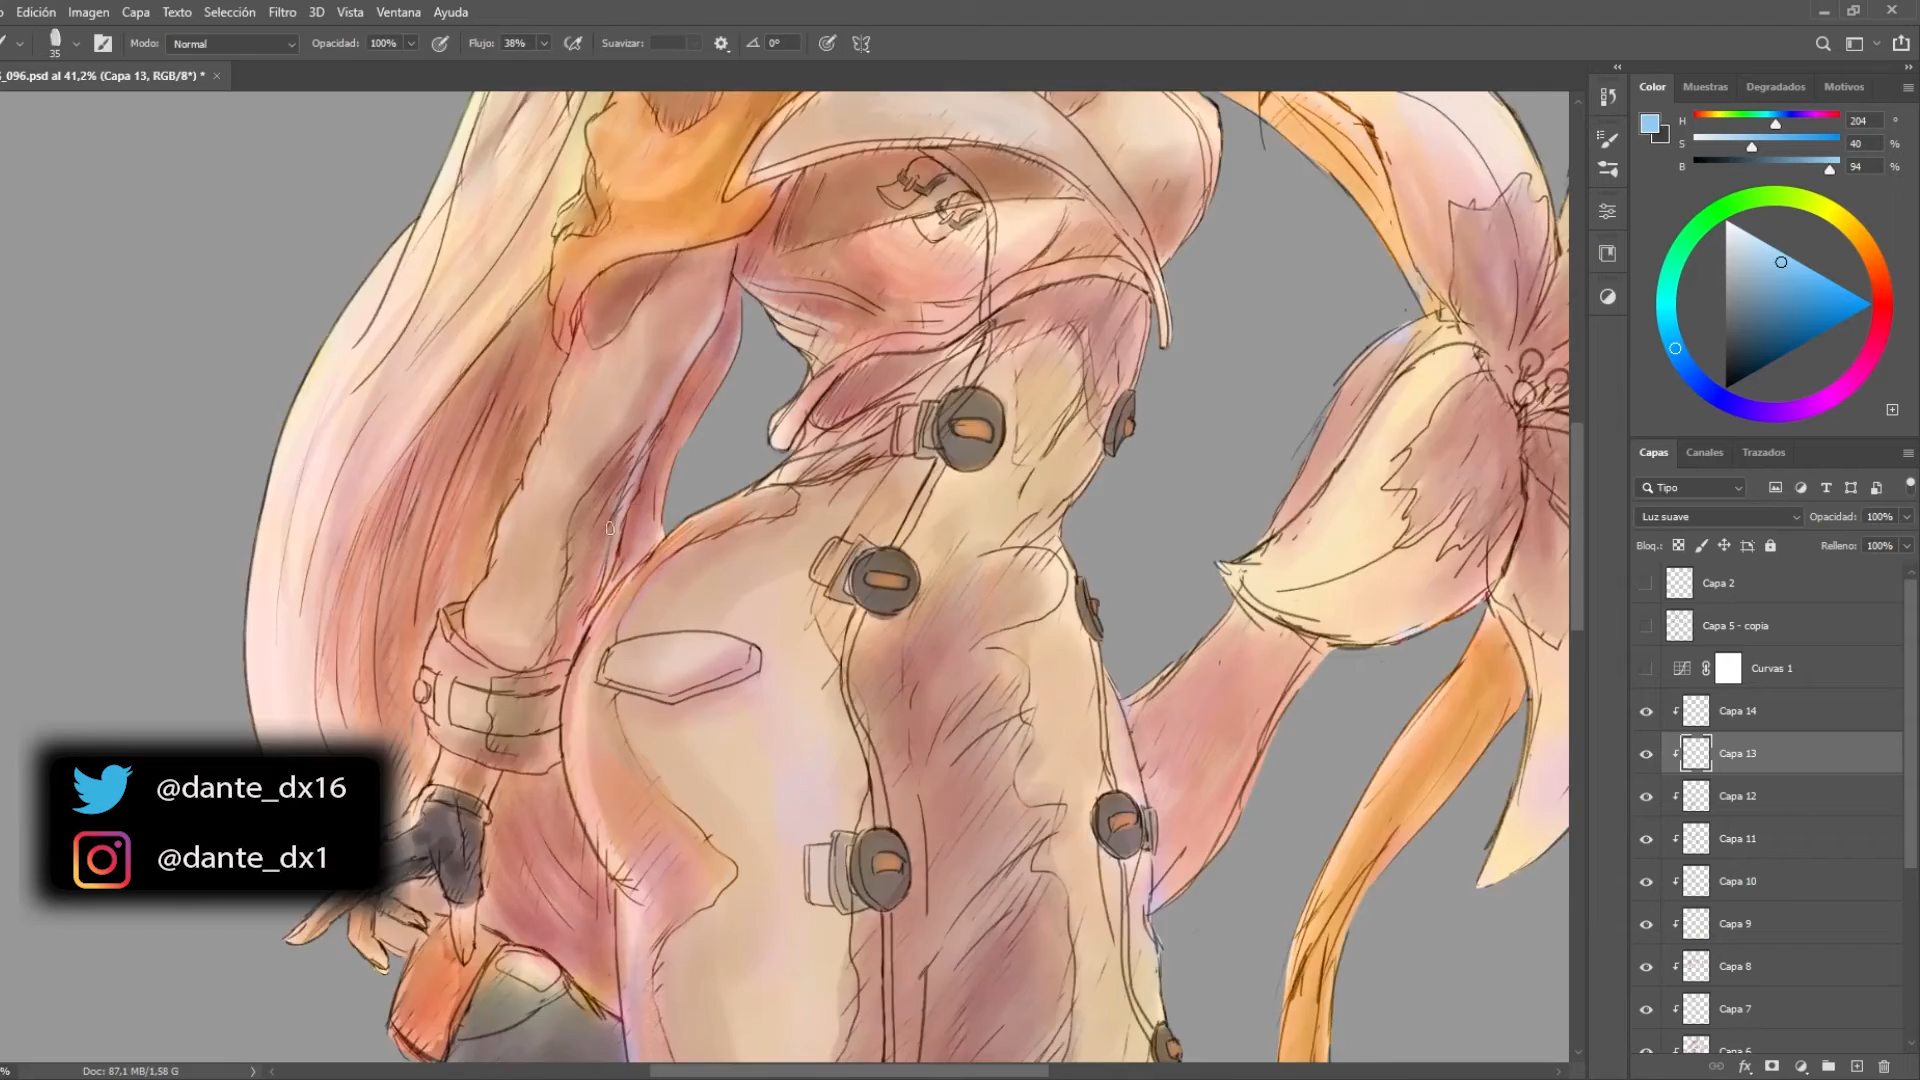 Edición Imagen Capa Texto Selección Filtro 3D Vista Ventana Ayuda
35 Modo: Normal Opacidad: 100% Flujo: 38% Suavizar: 0°
_096.psd al 41,2% (Capa 13, RGB/8*) * ×
Color Muestras Degradados Motivos
H 204 °
S 40 %
B 94 %
Capas Canales Trazados
Tipo
Luz suave Opacidad: 100%
Bloq.: Relleno: 100%
Capa 2
Capa 5 - copia
Curvas 1
Capa 14
Capa 13
Capa 12
Capa 11
Capa 10
Capa 9
Capa 8
Capa 7
Capa 6
@dante_dx16
@dante_dx1
% Doc: 87,1 MB/1,58 G
fx